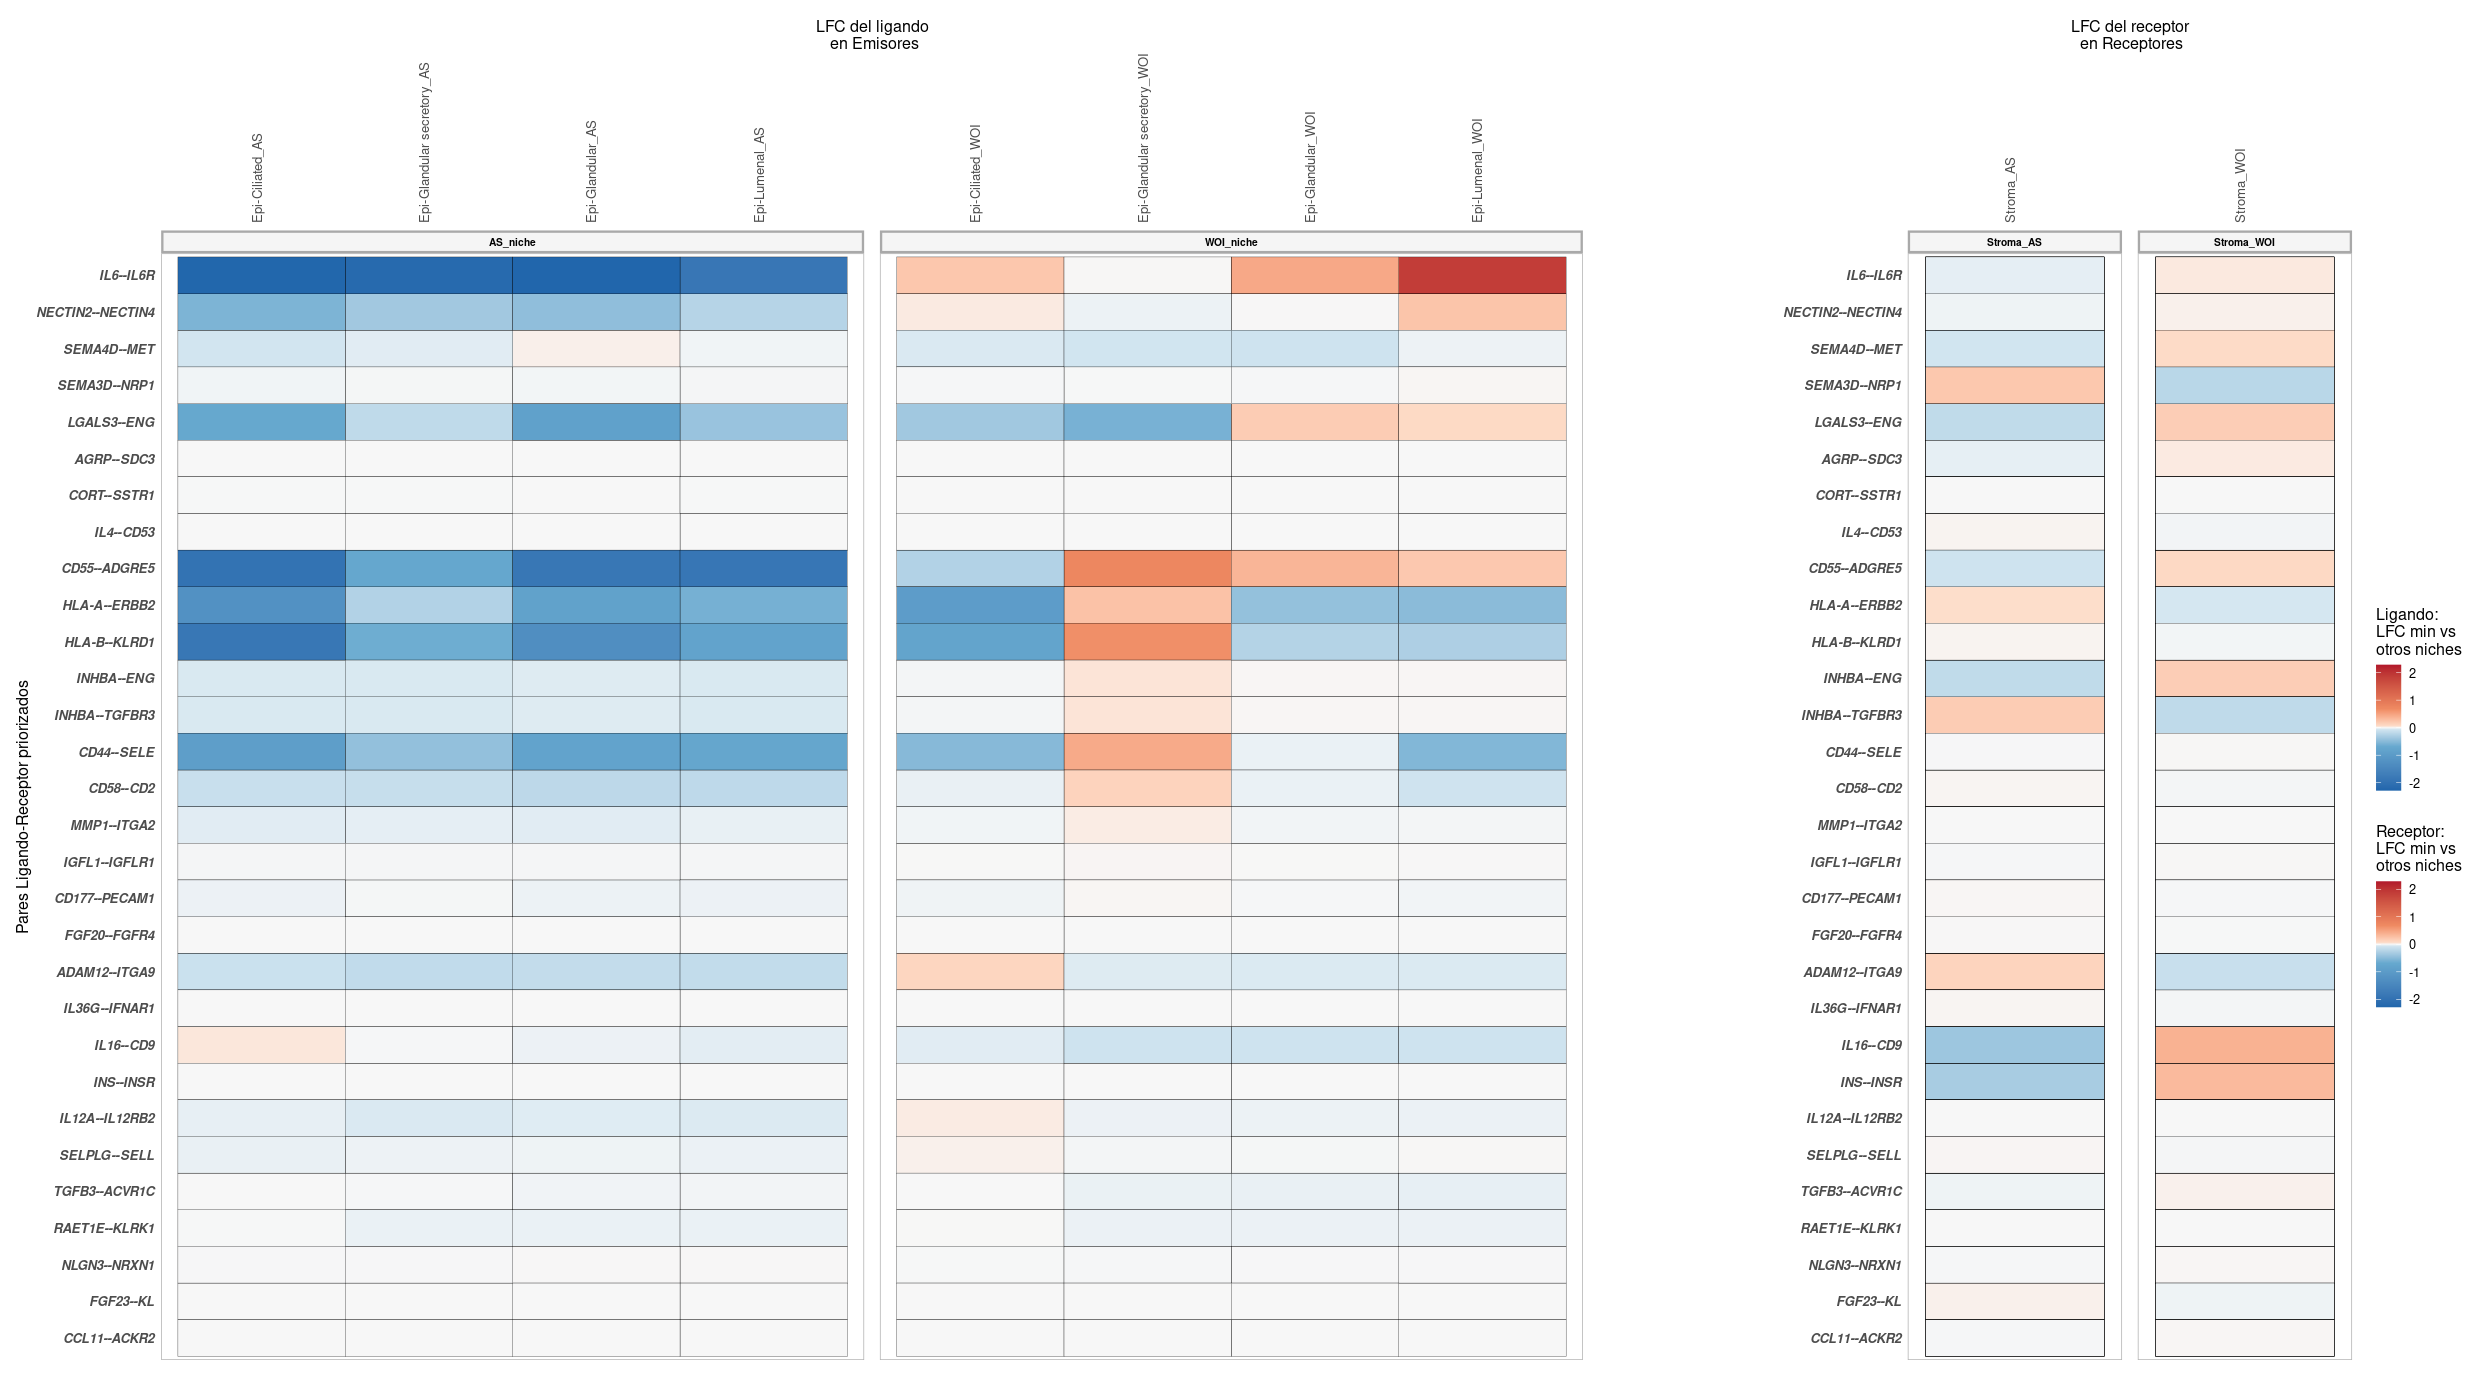 LFC del ligando
en Emisores
LFC del receptor
en Receptores
Epi-Ciliated_AS
Epi-Glandular secretory_AS
Epi-Glandular_AS
Epi-Lumenal_AS
Epi-Ciliated_WOI
Epi-Glandular secretory_WOI
Epi-Glandular_WOI
Epi-Lumenal_WOI
Stroma_AS
Stroma_WOI
AS_niche
WOI_niche
Stroma_AS
Stroma_WOI
Pares Ligando-Receptor priorizados
IL6--IL6R
NECTIN2--NECTIN4
SEMA4D--MET
SEMA3D--NRP1
LGALS3--ENG
AGRP--SDC3
CORT--SSTR1
IL4--CD53
CD55--ADGRE5
HLA-A--ERBB2
HLA-B--KLRD1
INHBA--ENG
INHBA--TGFBR3
CD44--SELE
CD58--CD2
MMP1--ITGA2
IGFL1--IGFLR1
CD177--PECAM1
FGF20--FGFR4
ADAM12--ITGA9
IL36G--IFNAR1
IL16--CD9
INS--INSR
IL12A--IL12RB2
SELPLG--SELL
TGFB3--ACVR1C
RAET1E--KLRK1
NLGN3--NRXN1
FGF23--KL
CCL11--ACKR2
IL6--IL6R
NECTIN2--NECTIN4
SEMA4D--MET
SEMA3D--NRP1
LGALS3--ENG
AGRP--SDC3
CORT--SSTR1
IL4--CD53
CD55--ADGRE5
HLA-A--ERBB2
HLA-B--KLRD1
INHBA--ENG
INHBA--TGFBR3
CD44--SELE
CD58--CD2
MMP1--ITGA2
IGFL1--IGFLR1
CD177--PECAM1
FGF20--FGFR4
ADAM12--ITGA9
IL36G--IFNAR1
IL16--CD9
INS--INSR
IL12A--IL12RB2
SELPLG--SELL
TGFB3--ACVR1C
RAET1E--KLRK1
NLGN3--NRXN1
FGF23--KL
CCL11--ACKR2
Ligando:
LFC min vs
otros niches
2
1
0
-1
-2
Receptor:
LFC min vs
otros niches
2
1
0
-1
-2